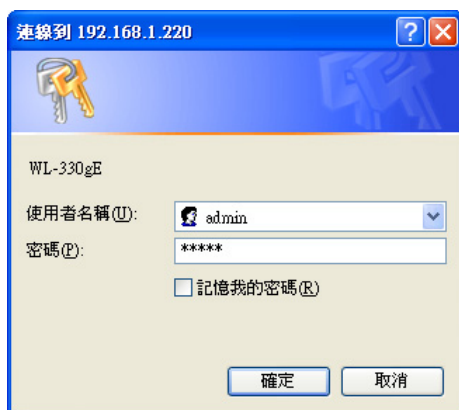 連線到 192.168.1.220
WL-330gE
使用者名稱(U):
admin
密碼(P):
*****
記憶我的密碼(R)
確定
取消